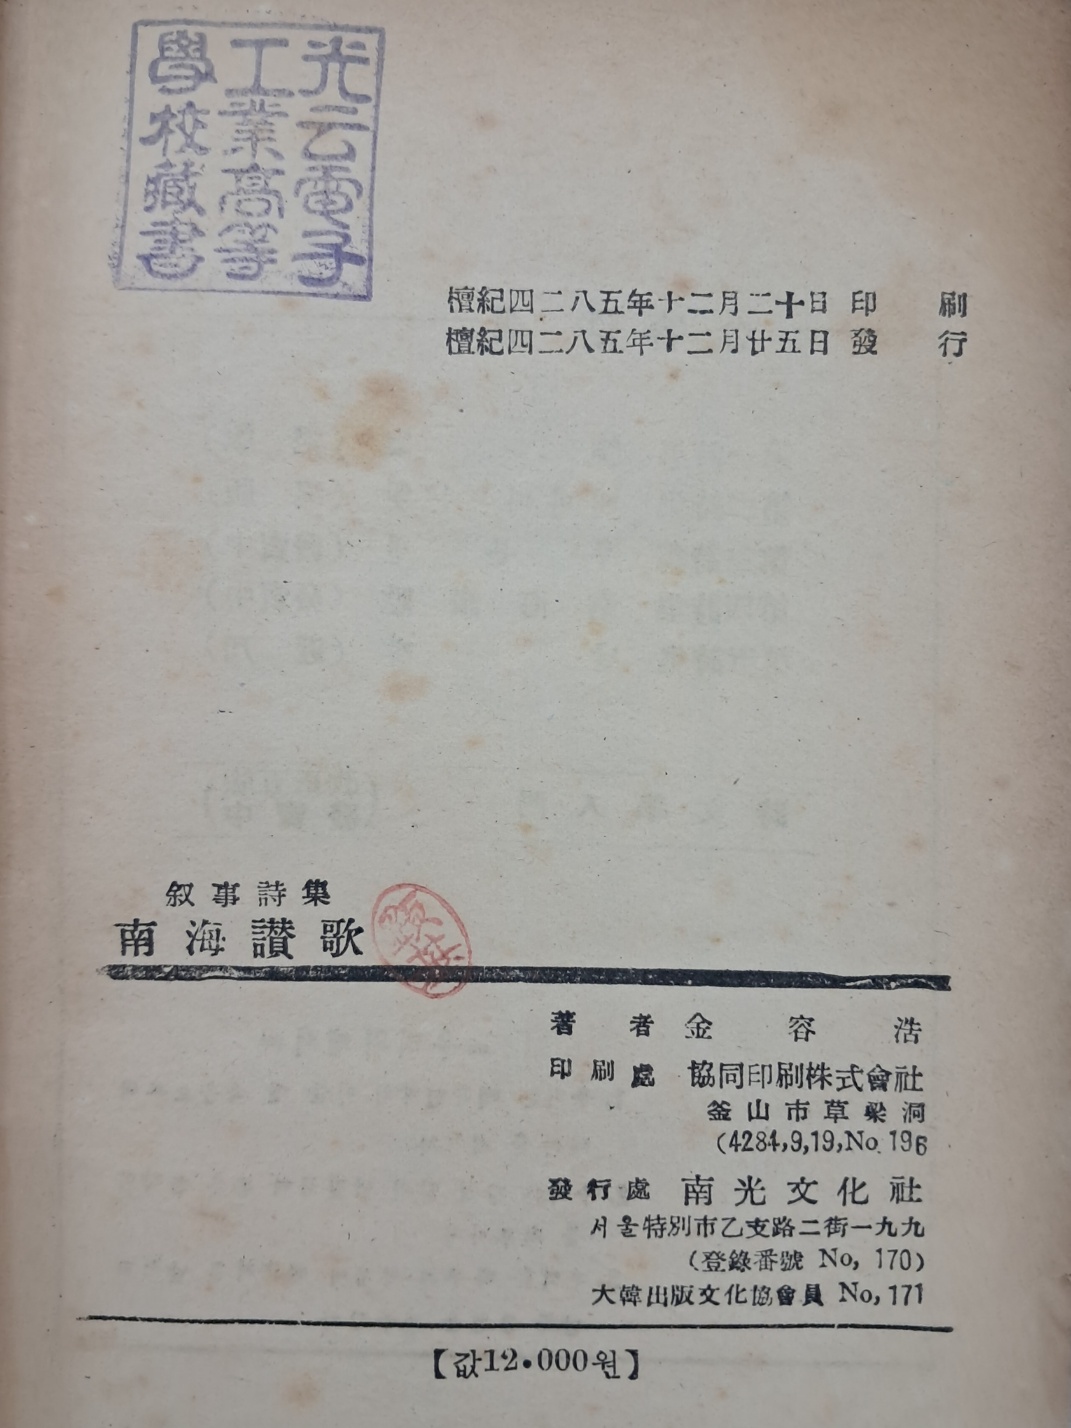 光云電子
工業高等
學校藏書
檀紀四二八五年十二月二十日 印 刷
檀紀四二八五年十二月廿五日 發 行
叙事詩集
南海讃歌
著 者 金 容 浩
印刷處 協同印刷株式會社
釜山市草梁洞
(4284,9,19,No.196
發行處 南光文化社
서울特別市乙支路二街一九九
(登錄番號 No, 170)
大韓出版文化協會員 No,171
【값12.000원】